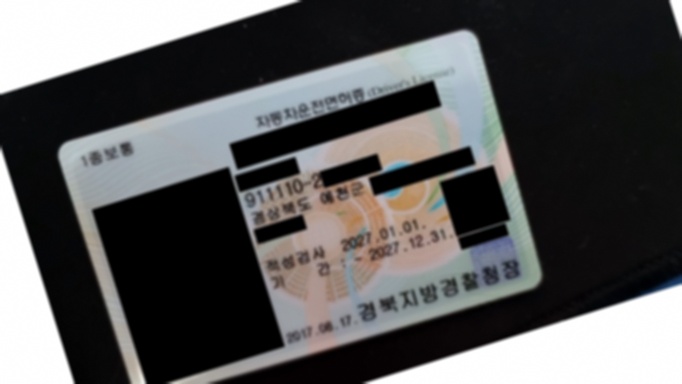 자동차운전면허증 (Driver's License)
1종보통
911110-2
경상북도 예천군
적성검사 2027.01.01.
기 간 : ~ 2027.12.31.
2017.08.17. 경북지방경찰청장